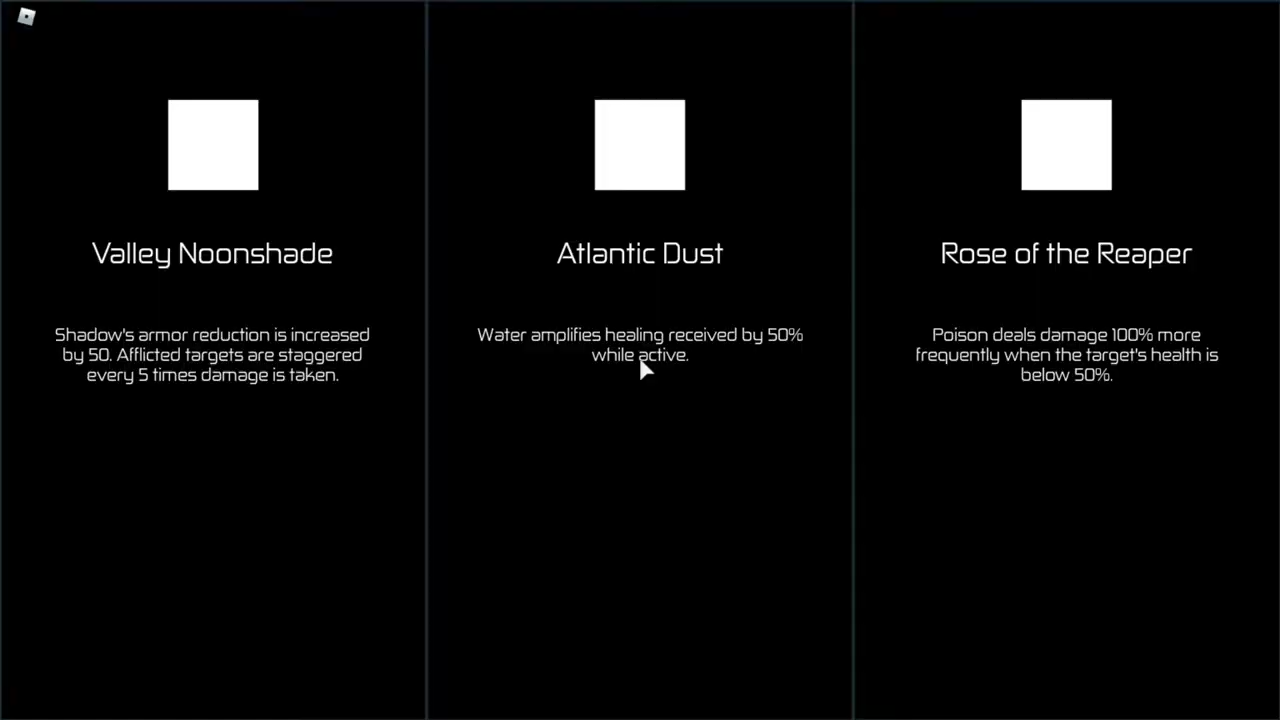 Valley Noonshade
Shadow's armor reduction is increased
by 50. Afflicted targets are staggered
every 5 times damage is taken.
Atlantic Dust
Water amplifies healing received by 50%
while active.
Rose of the Reaper
Poison deals damage 100% more
frequently when the target's health is
below 50%.